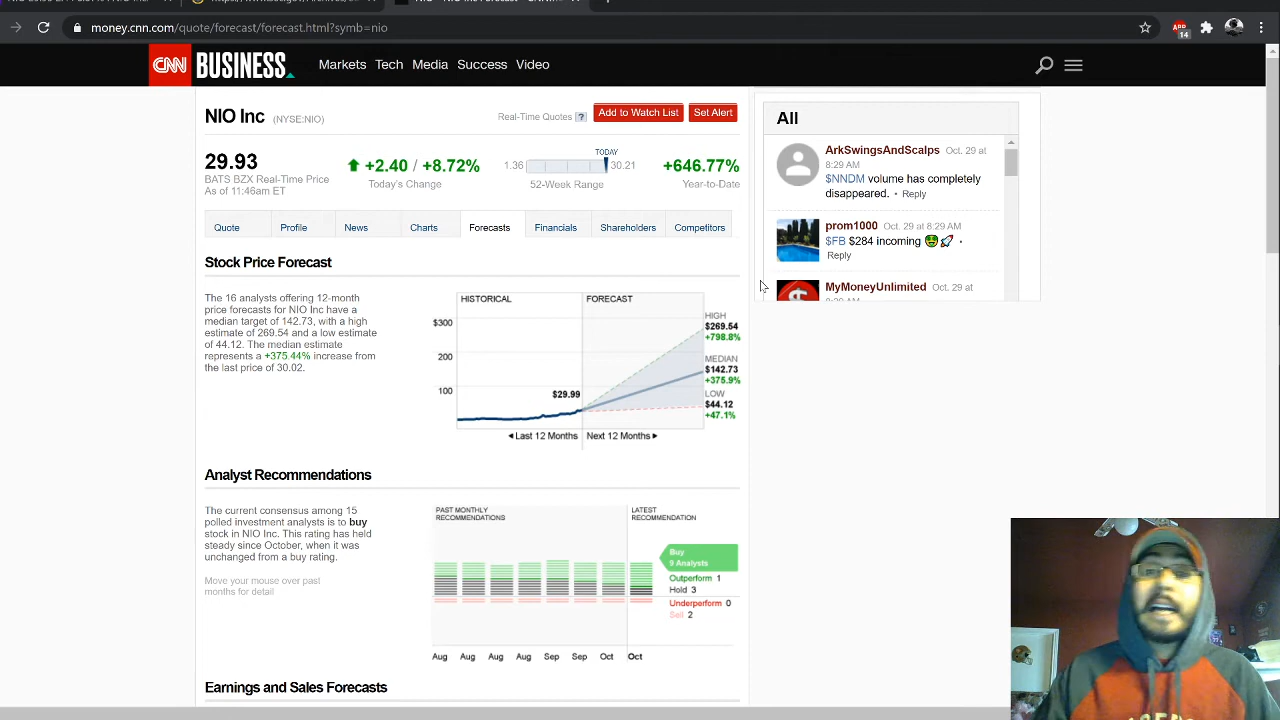 money.cnn.com/quote/forecast/forecast.html?symb=nio
14
CNN BUSINESS
Markets Tech Media Success Video
NIO Inc (NYSE:NIO)
Real-Time Quotes ?
Add to Watch List
Set Alert
29.93
BATS BZX Real-Time Price
As of 11:46am ET
+2.40 / +8.72%
Today's Change
TODAY
1.36 30.21
52-Week Range
+646.77%
Year-to-Date
Quote Profile News Charts Forecasts Financials Shareholders Competitors
Stock Price Forecast
The 16 analysts offering 12-month
price forecasts for NIO Inc have a
median target of 142.73, with a high
estimate of 269.54 and a low estimate
of 44.12. The median estimate
represents a +375.44% increase from
the last price of 30.02.
HISTORICAL FORECAST
$300
200
100
$29.99
HIGH
$269.54
+798.8%
MEDIAN
$142.73
+375.9%
LOW
$44.12
+47.1%
Last 12 Months Next 12 Months
Analyst Recommendations
The current consensus among 15
polled investment analysts is to buy
stock in NIO Inc. This rating has held
steady since October, when it was
unchanged from a buy rating.
Move your mouse over past
months for detail
PAST MONTHLY
RECOMMENDATIONS
LATEST
RECOMMENDATION
Buy
9 Analysts
Outperform 1
Hold 3
Underperform 0
Sell 2
Aug Aug Aug Aug Sep Sep Oct Oct
Earnings and Sales Forecasts
All
ArkSwingsAndScalps Oct. 29 at
8:29 AM
$NNDM volume has completely
disappeared. • Reply
prom1000 Oct. 29 at 8:29 AM
$FB $284 incoming 🤑🚀 •
Reply
MyMoneyUnlimited Oct. 29 at